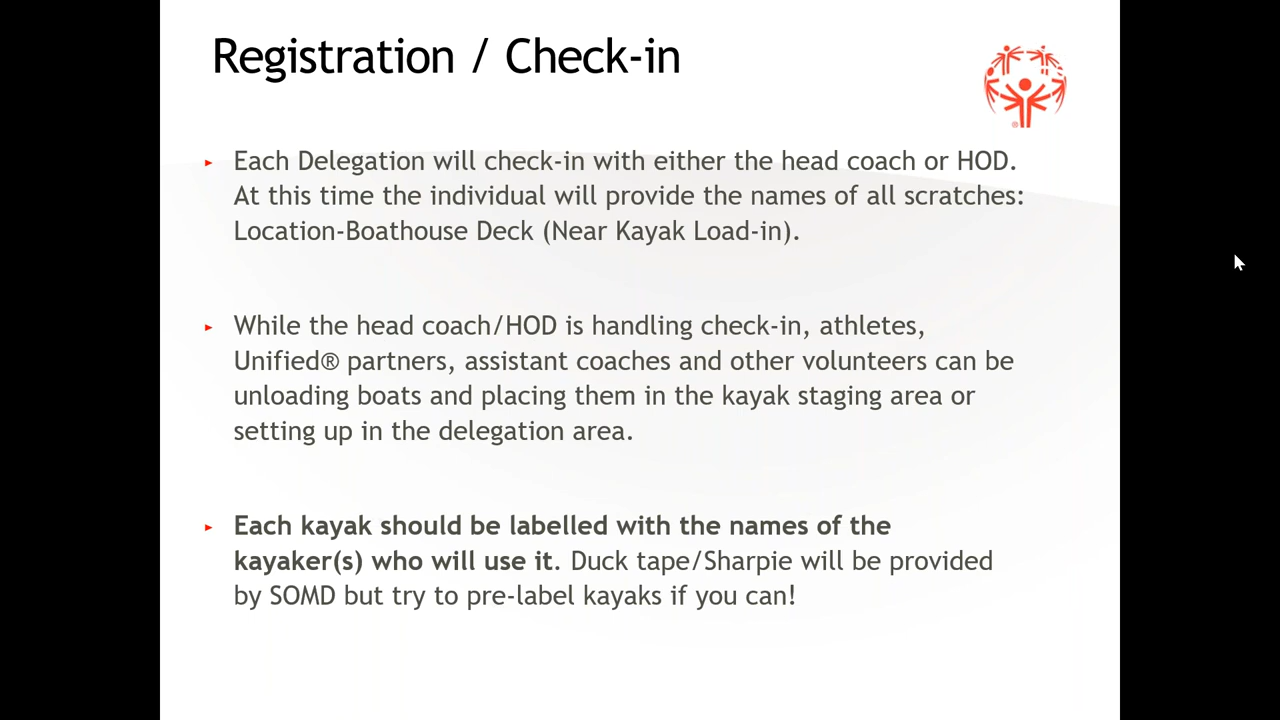 Registration / Check-in
Each Delegation will check-in with either the head coach or HOD.
At this time the individual will provide the names of all scratches:
Location-Boathouse Deck (Near Kayak Load-in).
While the head coach/HOD is handling check-in, athletes,
Unified® partners, assistant coaches and other volunteers can be
unloading boats and placing them in the kayak staging area or
setting up in the delegation area.
Each kayak should be labelled with the names of the
kayaker(s) who will use it. Duck tape/Sharpie will be provided
by SOMD but try to pre-label kayaks if you can!